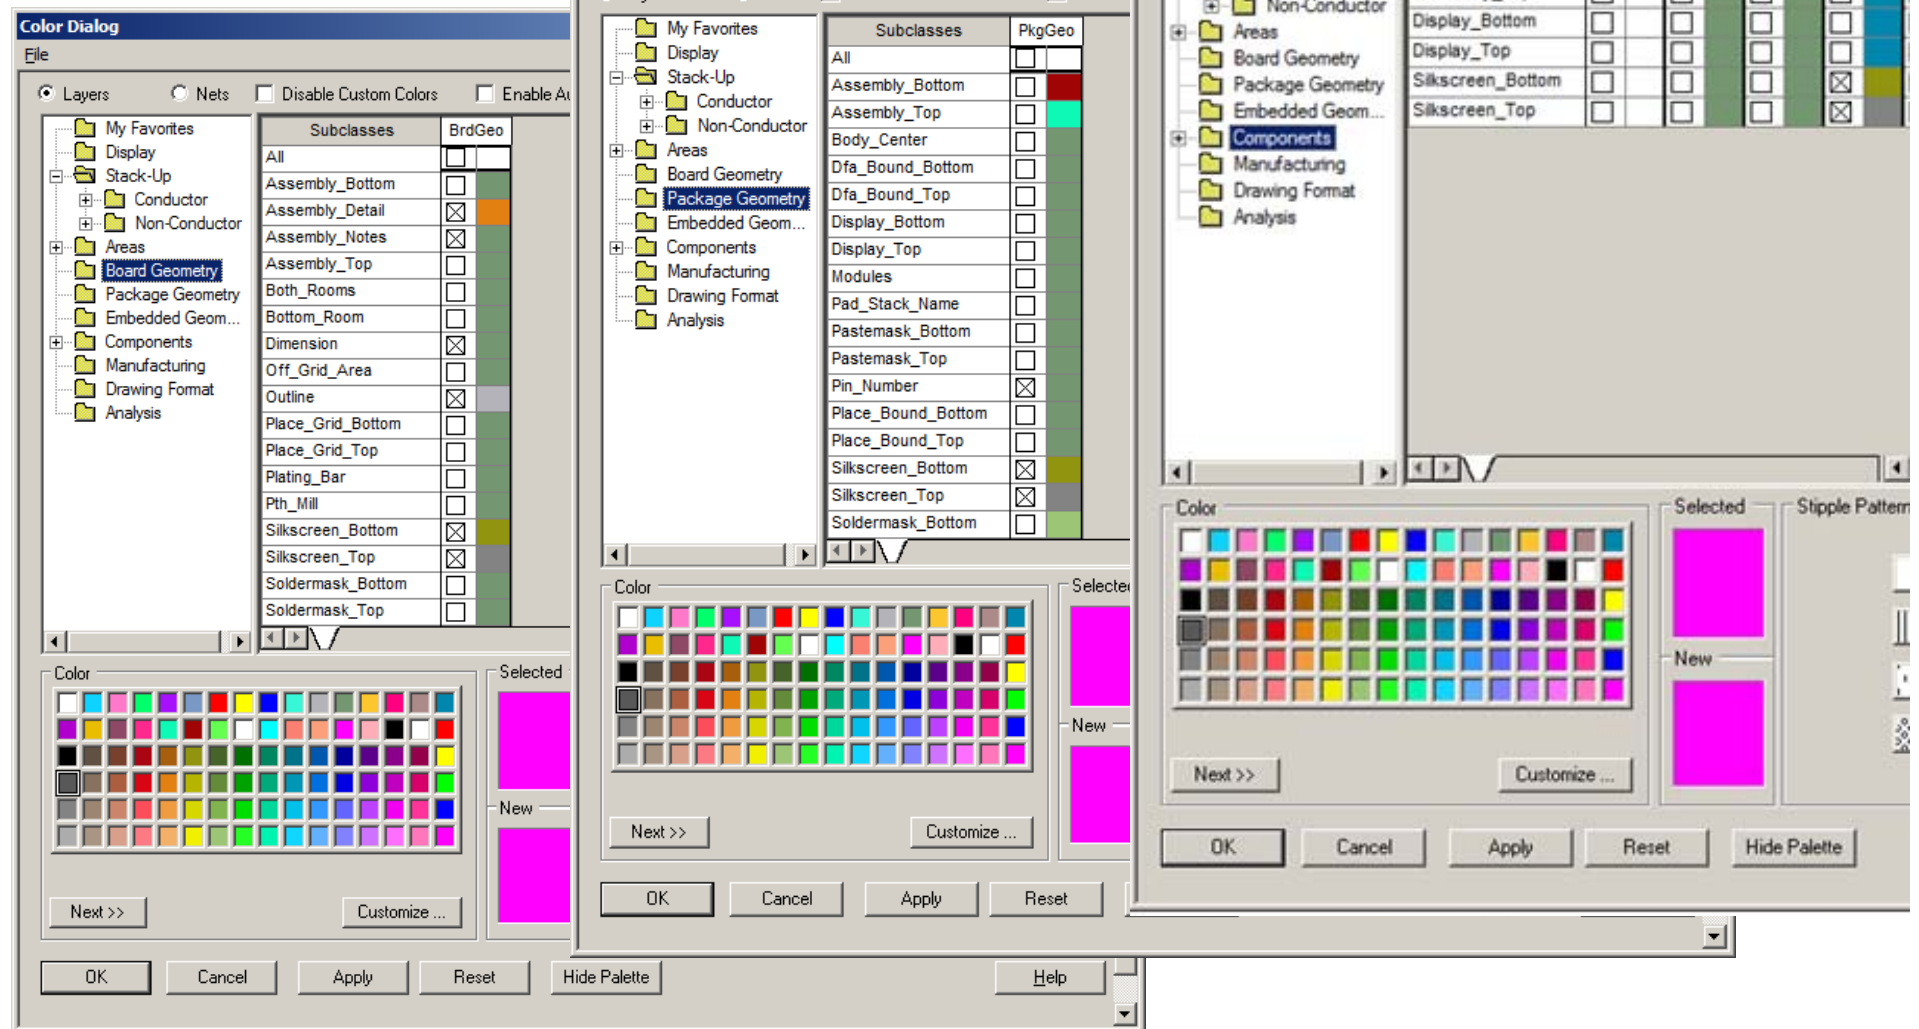 Color Dialog
File
Layers
Nets
Disable Custom Colors
My Favorites
Display
Stack-Up
Conductor
Non-Conductor
Areas
Board Geometry
Package Geometry
Embedded Geom...
Components
Manufacturing
Drawing Format
Analysis
Subclasses BrdGeo
All
Assembly_Bottom
Assembly_Detail
Assembly_Notes
Assembly_Top
Both_Rooms
Bottom_Room
Dimension
Off_Grid_Area
Outline
Place_Grid_Bottom
Place_Grid_Top
Plating_Bar
Pth_Mill
Silkscreen_Bottom
Silkscreen_Top
Soldermask_Bottom
Soldermask_Top
Color
Selected
New
Next >>
Customize ...
OK
Cancel
Apply
Reset
Hide Palette
Help
My Favorites
Display
Stack-Up
Conductor
Non-Conductor
Areas
Board Geometry
Package Geometry
Embedded Geom...
Components
Manufacturing
Drawing Format
Analysis
Subclasses PkgGeo
All
Assembly_Bottom
Assembly_Top
Body_Center
Dfa_Bound_Bottom
Dfa_Bound_Top
Display_Bottom
Display_Top
Modules
Pad_Stack_Name
Pastemask_Bottom
Pastemask_Top
Pin_Number
Place_Bound_Bottom
Place_Bound_Top
Silkscreen_Bottom
Silkscreen_Top
Soldermask_Bottom
Color
New
Next >>
Customize ...
OK
Cancel
Apply
Reset
Non-Conductor
Areas
Board Geometry
Package Geometry
Embedded Geom...
Components
Manufacturing
Drawing Format
Analysis
Display_Bottom
Display_Top
Silkscreen_Bottom
Silkscreen_Top
Color
Selected
Stipple Pattern
New
Next >>
Customize ...
OK
Cancel
Apply
Reset
Hide Palette